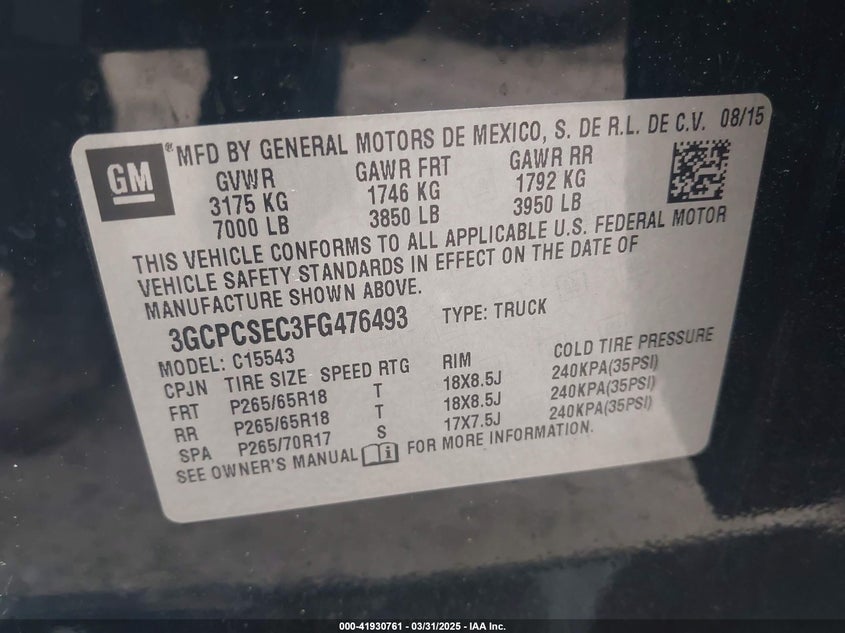 GM ® MFD BY GENERAL MOTORS DE MEXICO, S. DE R.L. DE C.V. 08/15
GVWR GAWR FRT GAWR RR
3175 KG 1746 KG 1792 KG
7000 LB 3850 LB 3950 LB
THIS VEHICLE CONFORMS TO ALL APPLICABLE U.S. FEDERAL MOTOR
VEHICLE SAFETY STANDARDS IN EFFECT ON THE DATE OF
MANUFACTURE SHOWN ABOVE.
3GCPCSEC3FG476493 TYPE: TRUCK
MODEL: C15543
CPJN TIRE SIZE SPEED RTG RIM COLD TIRE PRESSURE
FRT P265/65R18 T 18X8.5J 240KPA(35PSI)
RR P265/65R18 T 18X8.5J 240KPA(35PSI)
SPA P265/70R17 S 17X7.5J 240KPA(35PSI)
SEE OWNER'S MANUAL FOR MORE INFORMATION.
000-41930761 - 03/31/2025 - IAA Inc.